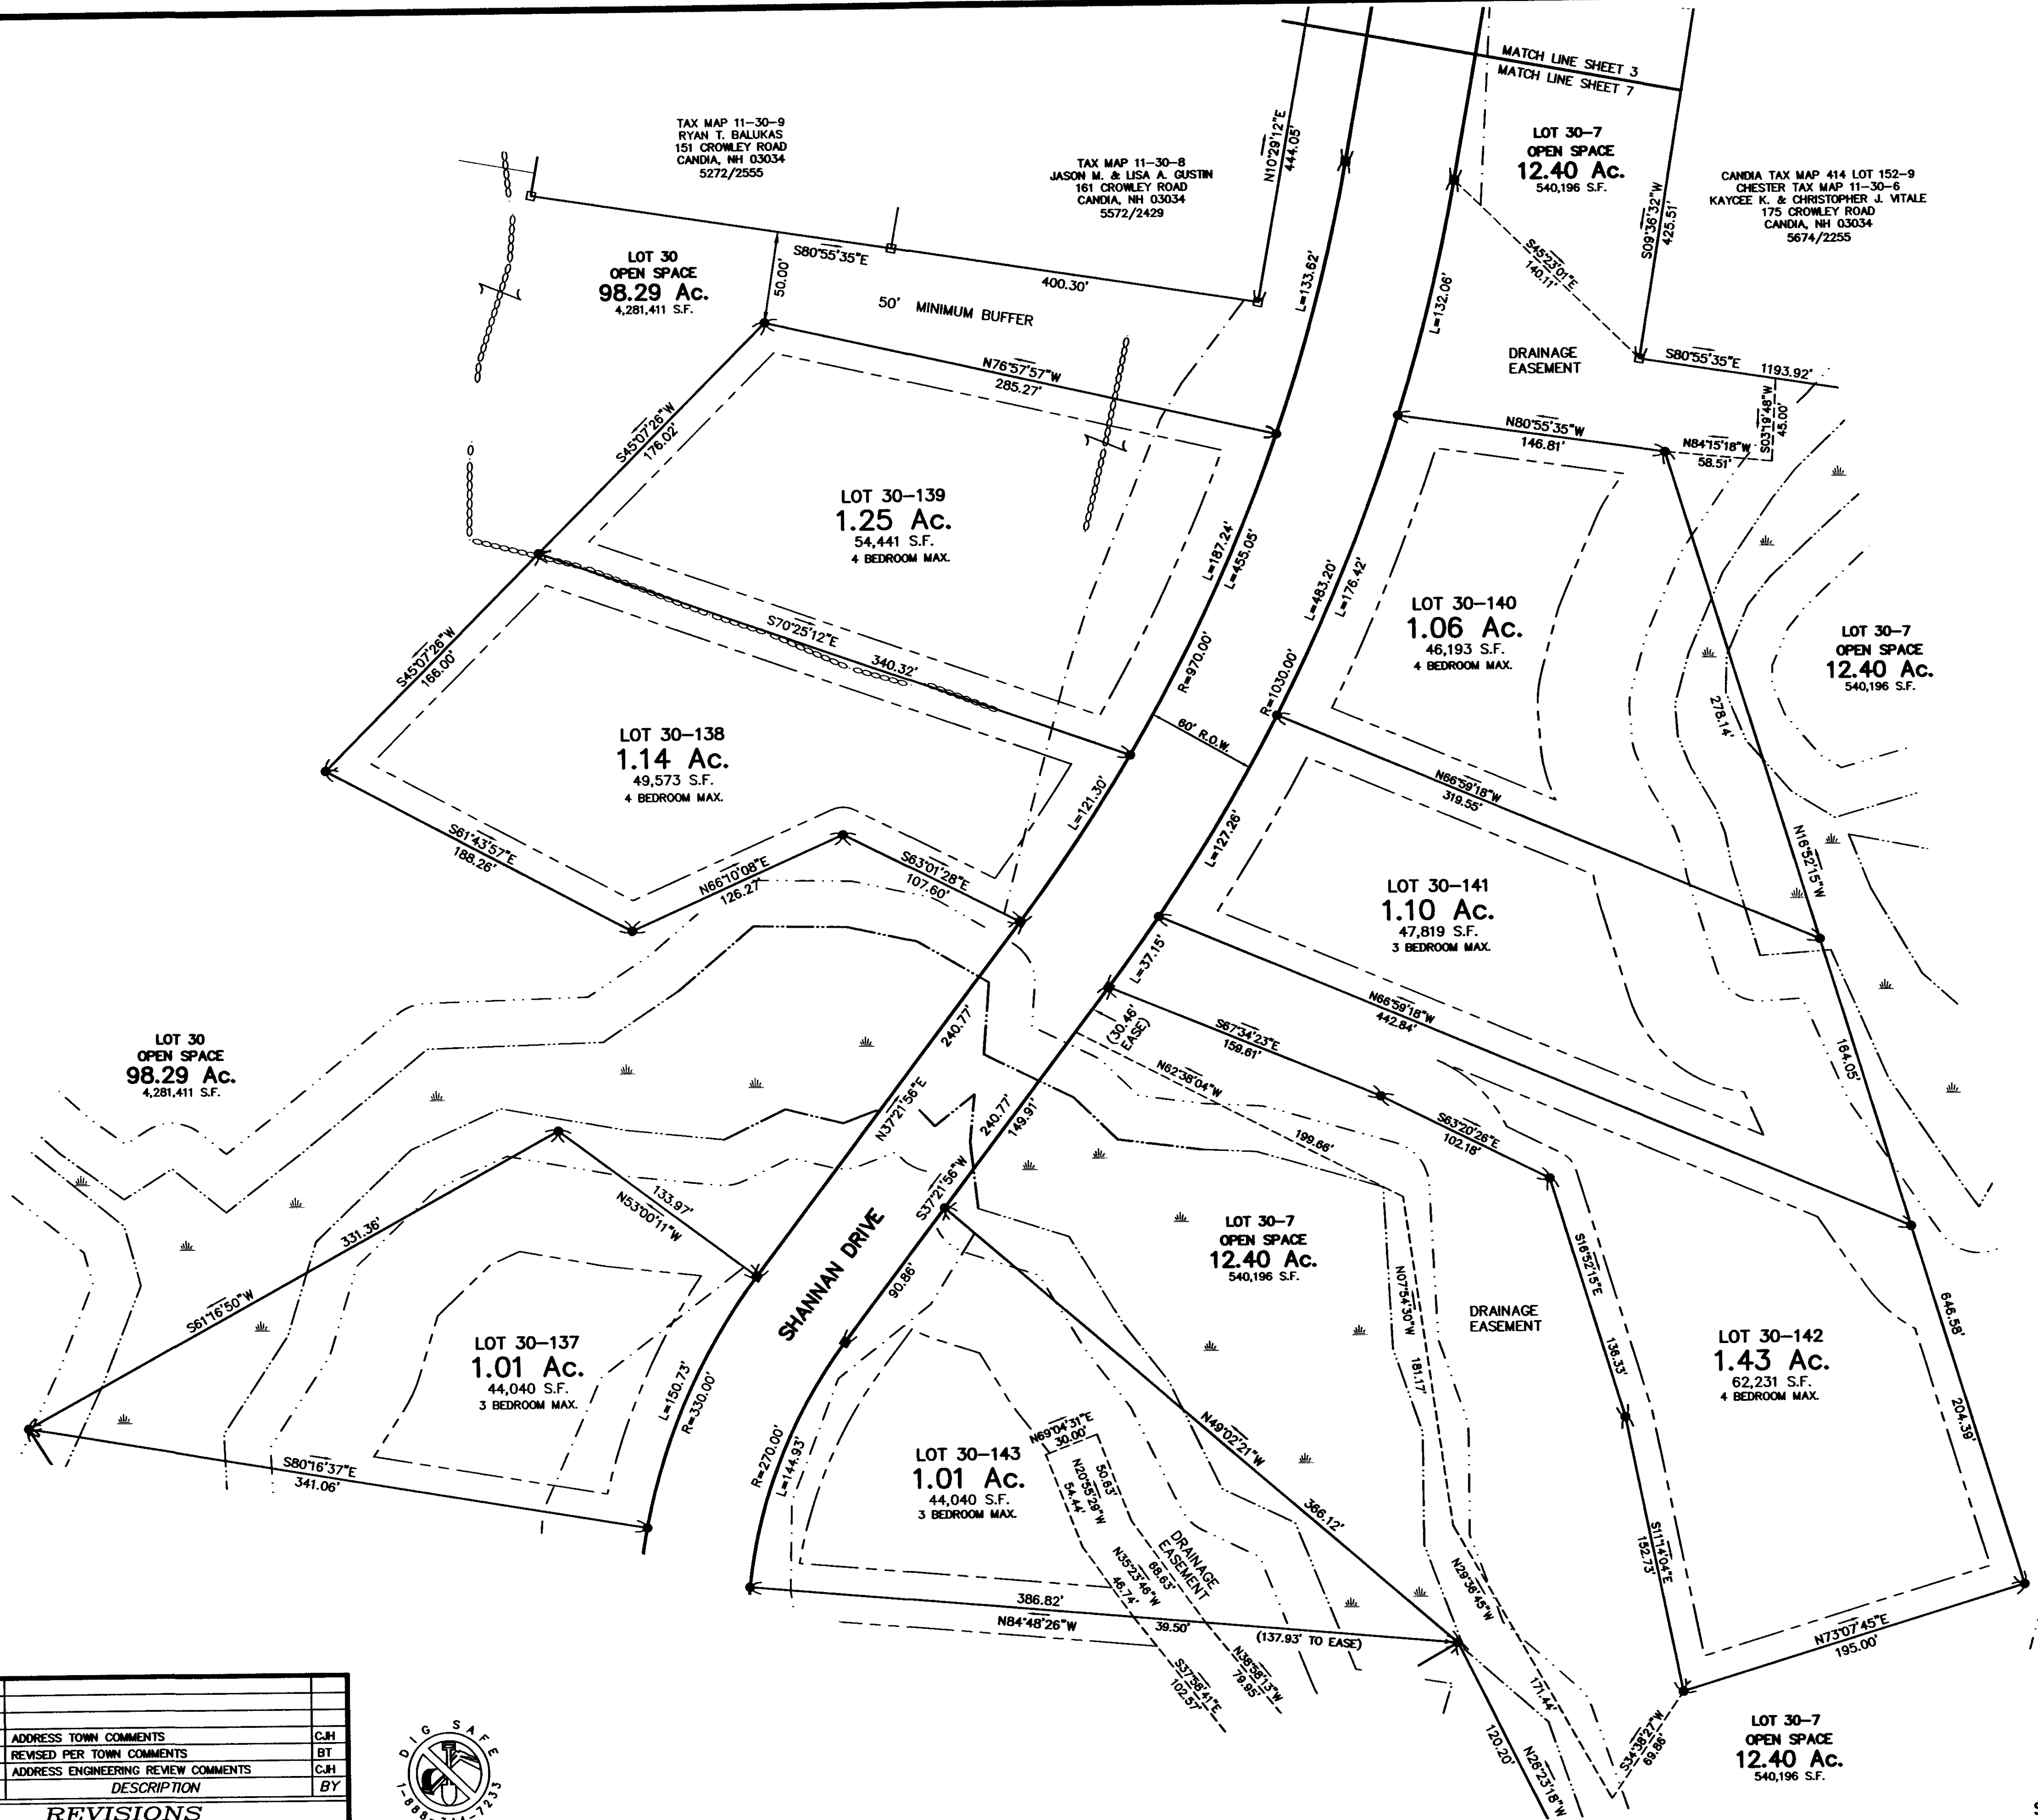 MATCH LINE SHEET 3
MATCH LINE SHEET 7
TAX MAP 11-30-9
RYAN T. BALUKAS
151 CROWLEY ROAD
CANDIA, NH 03034
5272/2555
TAX MAP 11-30-8
JASON M. & LISA A. GUSTIN
161 CROWLEY ROAD
CANDIA, NH 03034
5572/2429
N10°29'12"E
444.05'
LOT 30-7
OPEN SPACE
12.40 Ac.
540,196 S.F.
S09°36'32"W
425.51'
CANDIA TAX MAP 414 LOT 152-9
CHESTER TAX MAP 11-30-6
KAYCEE K. & CHRISTOPHER J. VITALE
175 CROWLEY ROAD
CANDIA, NH 03034
5674/2255
LOT 30
OPEN SPACE
98.29 Ac.
4,281,411 S.F.
50.00'
S80°55'35"E
400.30'
50' MINIMUM BUFFER
L=133.62'
L=132.06'
S45°23'01"E
140.11'
DRAINAGE
EASEMENT
S80°55'35"E
1193.92'
S03°19'48"W
45.00'
N76°57'57"W
285.27'
N80°55'35"W
146.81'
N84°15'18"W
58.51'
S45°07'26"W
176.02'
LOT 30-139
1.25 Ac.
54,441 S.F.
4 BEDROOM MAX.
L=187.24'
L=455.05'
R=970.00'
L=483.20'
L=176.42'
R=1030.00'
LOT 30-140
1.06 Ac.
46,193 S.F.
4 BEDROOM MAX.
LOT 30-7
OPEN SPACE
12.40 Ac.
540,196 S.F.
278.14'
S70°25'12"E
340.32'
S45°07'26"W
166.00'
60' R.O.W.
LOT 30-138
1.14 Ac.
49,573 S.F.
4 BEDROOM MAX.
L=121.30'
L=127.26'
N66°59'18"W
319.55'
N16°52'15"W
S61°43'57"E
188.26'
N66°10'08"E
126.27'
S63°01'28"E
107.60'
LOT 30-141
1.10 Ac.
47,819 S.F.
3 BEDROOM MAX.
L=37.15'
N66°59'18"W
442.84'
164.05'
LOT 30
OPEN SPACE
98.29 Ac.
4,281,411 S.F.
240.77'
N37°21'56"E
(30.46'
EASE)
S67°34'23"E
159.61'
N62°38'04"W
199.66'
S63°20'26"E
102.18'
240.77'
149.91'
S37°21'56"W
133.97'
N53°00'11"W
331.36'
S61°16'50"W
SHANNAN DRIVE
90.86'
LOT 30-7
OPEN SPACE
12.40 Ac.
540,196 S.F.
N07°54'30"W
181.17'
DRAINAGE
EASEMENT
S16°52'15"E
136.33'
646.58'
LOT 30-137
1.01 Ac.
44,040 S.F.
3 BEDROOM MAX.
L=150.73'
R=330.00'
LOT 30-142
1.43 Ac.
62,231 S.F.
4 BEDROOM MAX.
204.39'
S80°16'37"E
341.06'
R=270.00'
L=144.93'
LOT 30-143
1.01 Ac.
44,040 S.F.
3 BEDROOM MAX.
N69°04'31"E
30.00'
50.63'
N20°55'29"W
54.44'
N49°02'21"W
366.12'
N35°23'46"W
46.74'
68.63'
DRAINAGE
EASEMENT
N29°36'45"W
S11°14'04"E
152.73'
386.82'
N84°48'26"W
39.50'
(137.93' TO EASE)
N38°58'13"W
79.95'
S37°58'41"E
102.57'
171.44'
N73°07'45"E
195.00'
S34°38'27"W
69.86'
120.20'
N26°23'18"W
LOT 30-7
OPEN SPACE
12.40 Ac.
540,196 S.F.
ADDRESS TOWN COMMENTS CJH
REVISED PER TOWN COMMENTS BT
ADDRESS ENGINEERING REVIEW COMMENTS CJH
DESCRIPTION BY
REVISIONS
DIG SAFE